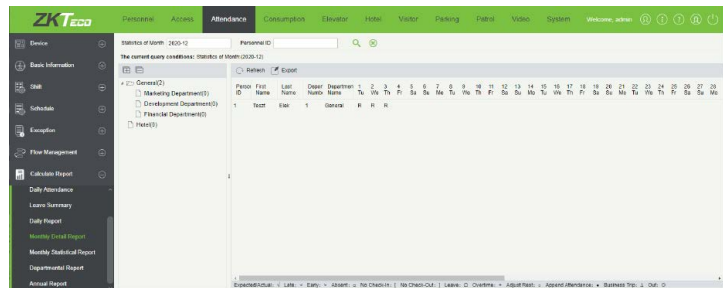 ZKTeco
Personnel Access Attendance Consumption Elevator Hotel Visitor Parking Patrol Video System Welcome, admin
Device
Basic Information
Shift
Schedule
Exception
Flow Management
Calculate Report
Daily Attendance
Leave Summary
Daily Report
Monthly Detail Report
Monthly Statistical Report
Departmental Report
Annual Report
Statistics of Month: 2020-12 Personnel ID
The current query conditions: Statistics of Month:(2020-12)
General(2)
Marketing Department(0)
Development Department(0)
Financial Department(0)
Hotel(0)
Refresh Export
Person First Last Depart Department 1 2 3 4 5 6 7 8 9 10 11 12 13 14 15 16 17 18 19 20 21 22 23 24 25 26 27 28
ID Name Name Number Name Tu We Th Fr Sa Su Mo Tu We Th Fr Sa Su Mo Tu We Th Fr Sa Su Mo Tu We Th Fr Sa Su Mo
1 Teszt Elek 1 General R R R
Expected/Actual: Late: Early: Absent: No Check-In: [ No Check-Out: ] Leave: Overtime: + Adjust Rest: Append Attendance: Business Trip: Out: